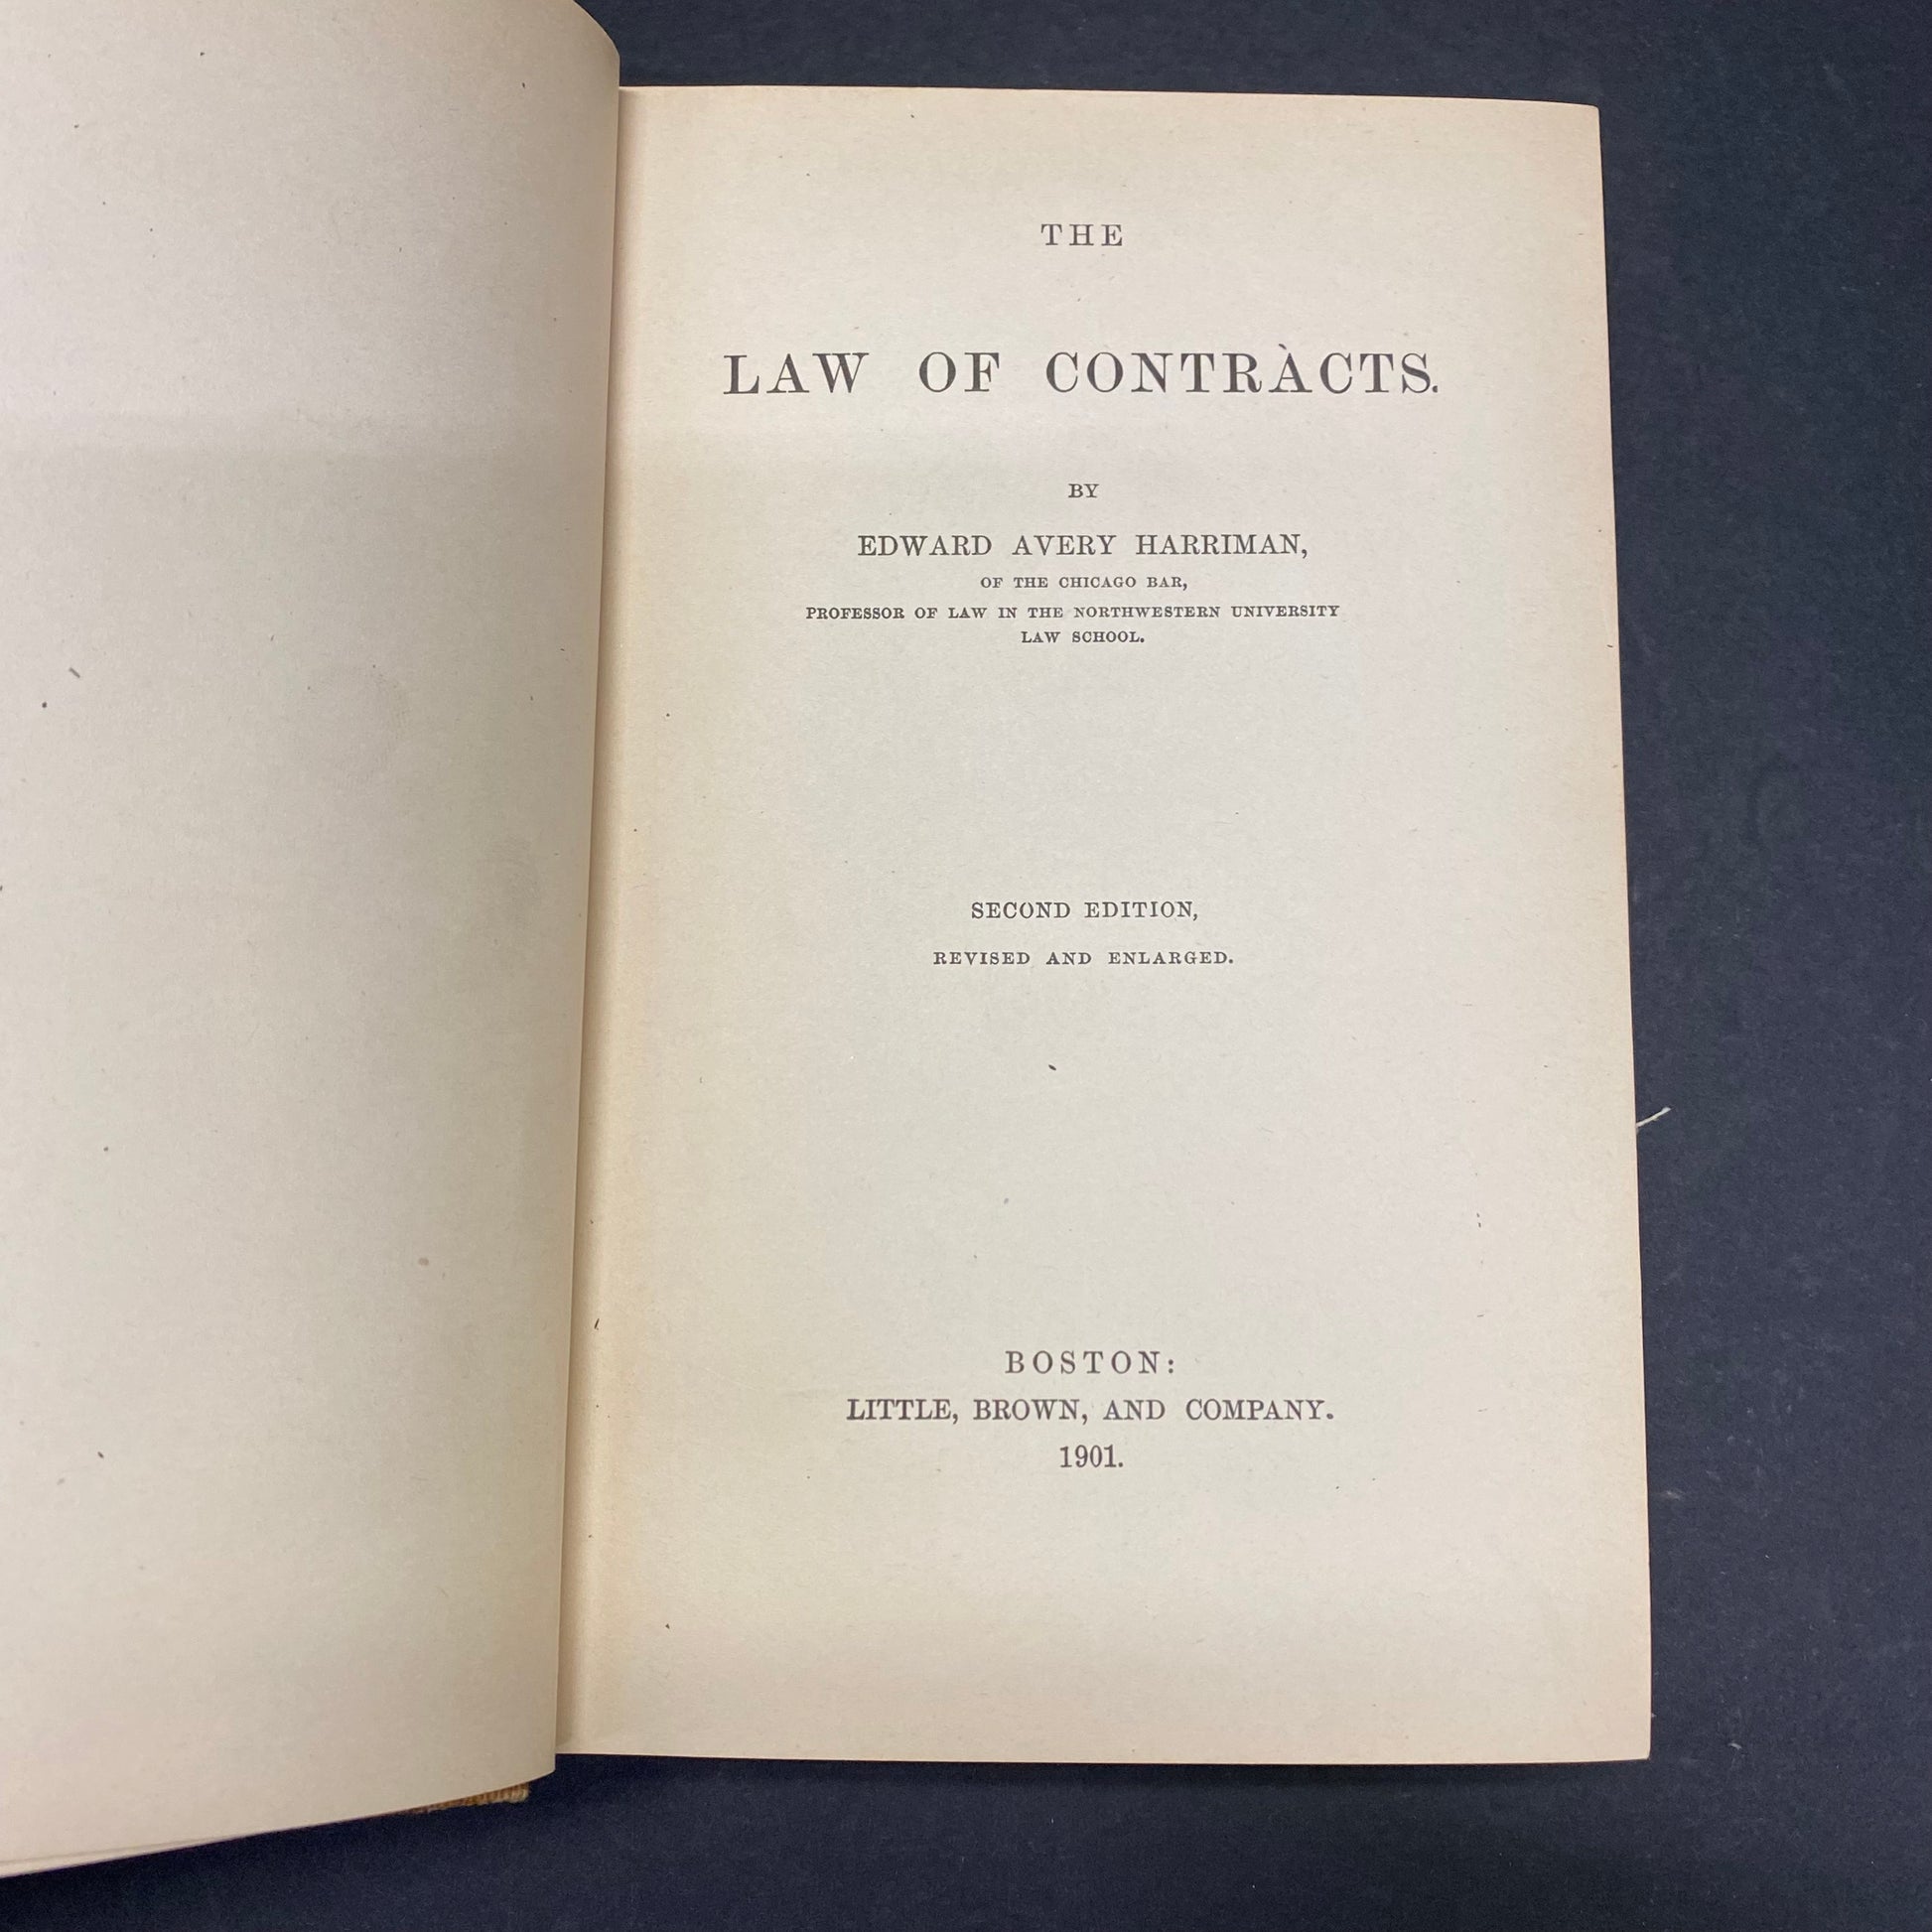 THE
LAW OF CONTRACTS.
BY
EDWARD AVERY HARRIMAN,
OF THE CHICAGO BAR,
PROFESSOR OF LAW IN THE NORTHWESTERN UNIVERSITY
LAW SCHOOL.
SECOND EDITION,
REVISED AND ENLARGED.
BOSTON:
LITTLE, BROWN, AND COMPANY.
1901.